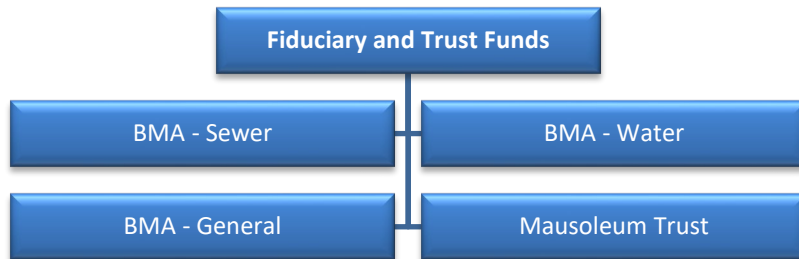 Fiduciary and Trust Funds
BMA - Sewer
BMA - Water
BMA - General
Mausoleum Trust